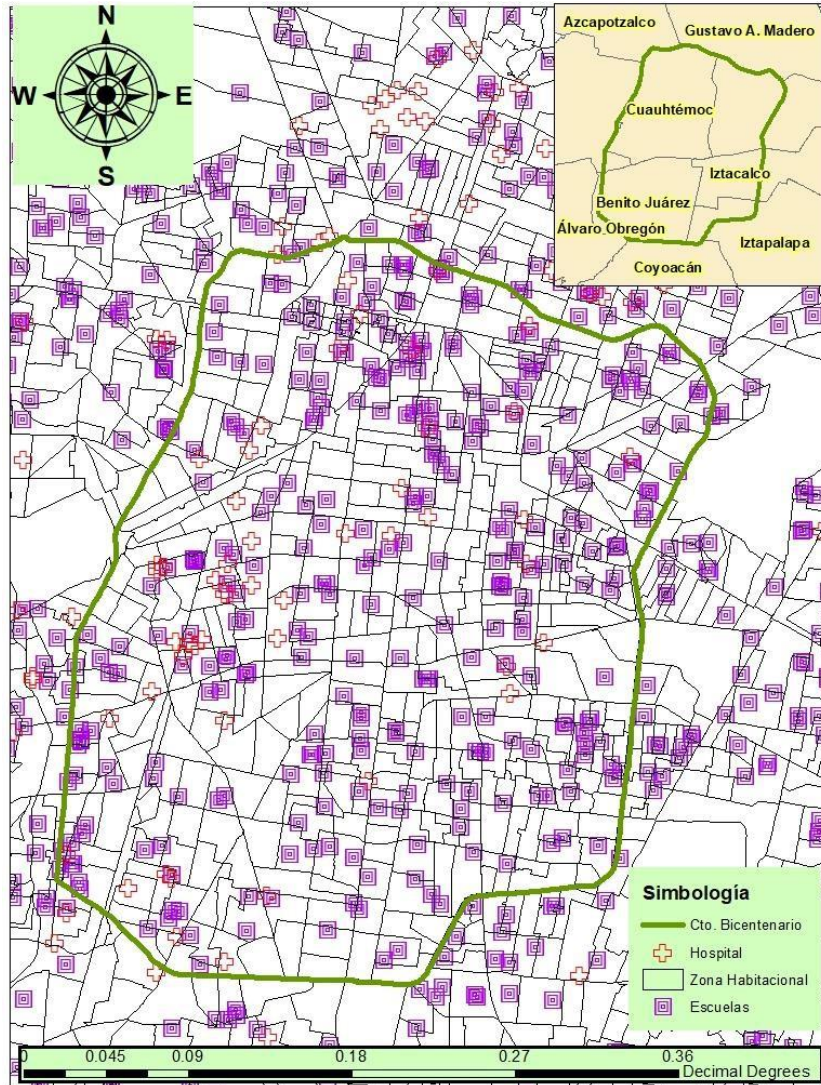 N
W
E
S
Azcapotzalco
Gustavo A. Madero
Cuauhtémoc
Iztacalco
Benito Juárez
Álvaro Obregón
Iztapalapa
Coyoacán
Simbología
Cto. Bicentenario
Hospital
Zona Habitacional
Escuelas
0 0.045 0.09 0.18 0.27 0.36
Decimal Degrees